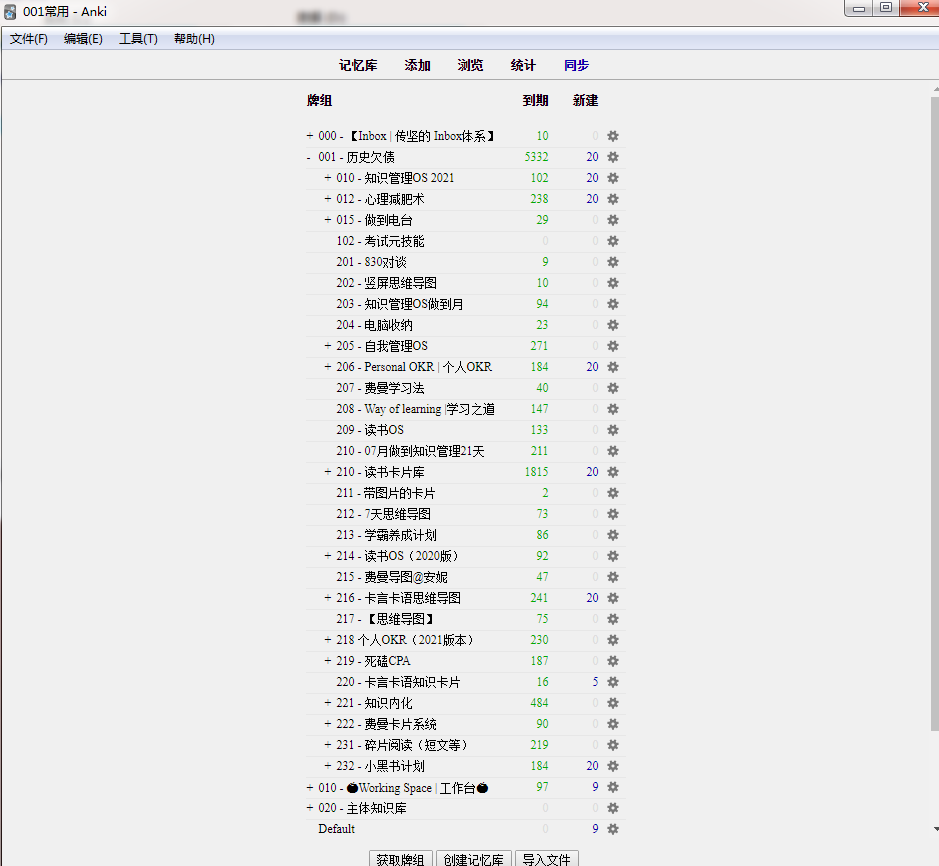 001常用 - Anki
文件(F) 编辑(E) 工具(T) 帮助(H)
记忆库 添加 浏览 统计 同步
牌组 到期 新建
+ 000 - 【Inbox | 传坚的 Inbox体系】 10 0
- 001 - 历史欠债 5332 20
+ 010 - 知识管理OS 2021 102 20
+ 012 - 心理减肥术 238 20
+ 015 - 做到电台 29 0
102 - 考试元技能 0 0
201 - 830对谈 9 0
202 - 竖屏思维导图 10 0
203 - 知识管理OS做到月 94 0
204 - 电脑收纳 23 0
+ 205 - 自我管理OS 271 0
+ 206 - Personal OKR | 个人OKR 184 20
207 - 费曼学习法 40 0
208 - Way of learning |学习之道 147 0
209 - 读书OS 133 0
210 - 07月做到知识管理21天 211 0
+ 210 - 读书卡片库 1815 20
211 - 带图片的卡片 2 0
212 - 7天思维导图 73 0
213 - 学霸养成计划 86 0
+ 214 - 读书OS（2020版） 92 0
215 - 费曼导图@安妮 47 0
+ 216 - 卡言卡语思维导图 241 20
217 - 【思维导图】 75 0
+ 218 个人OKR（2021版本） 230 0
+ 219 - 死磕CPA 187 0
220 - 卡言卡语知识卡片 16 5
+ 221 - 知识内化 484 0
+ 222 - 费曼卡片系统 90 0
+ 231 - 碎片阅读（短文等） 219 0
+ 232 - 小黑书计划 184 20
+ 010 - 🍅Working Space | 工作台🍅 97 9
+ 020 - 主体知识库 0 0
Default 0 9
获取牌组 创建记忆库 导入文件